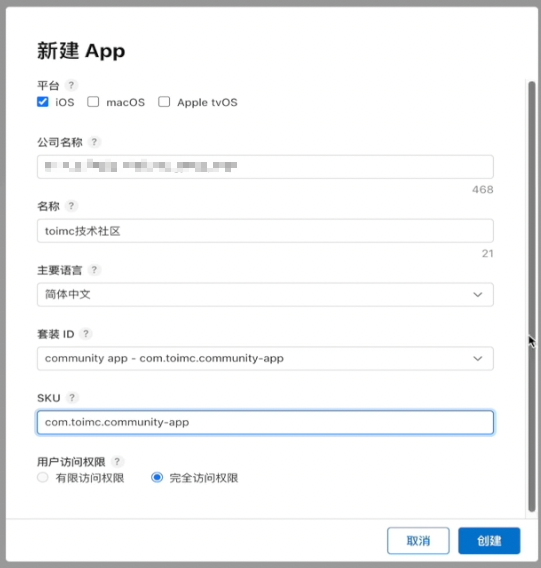 新建 App
平台 ?
iOS macOS Apple tvOS
公司名称 ?
468
名称 ?
toimc技术社区
21
主要语言 ?
简体中文
套装 ID ?
community app - com.toimc.community-app
SKU ?
com.toimc.community-app
用户访问权限 ?
有限访问权限 完全访问权限
取消 创建